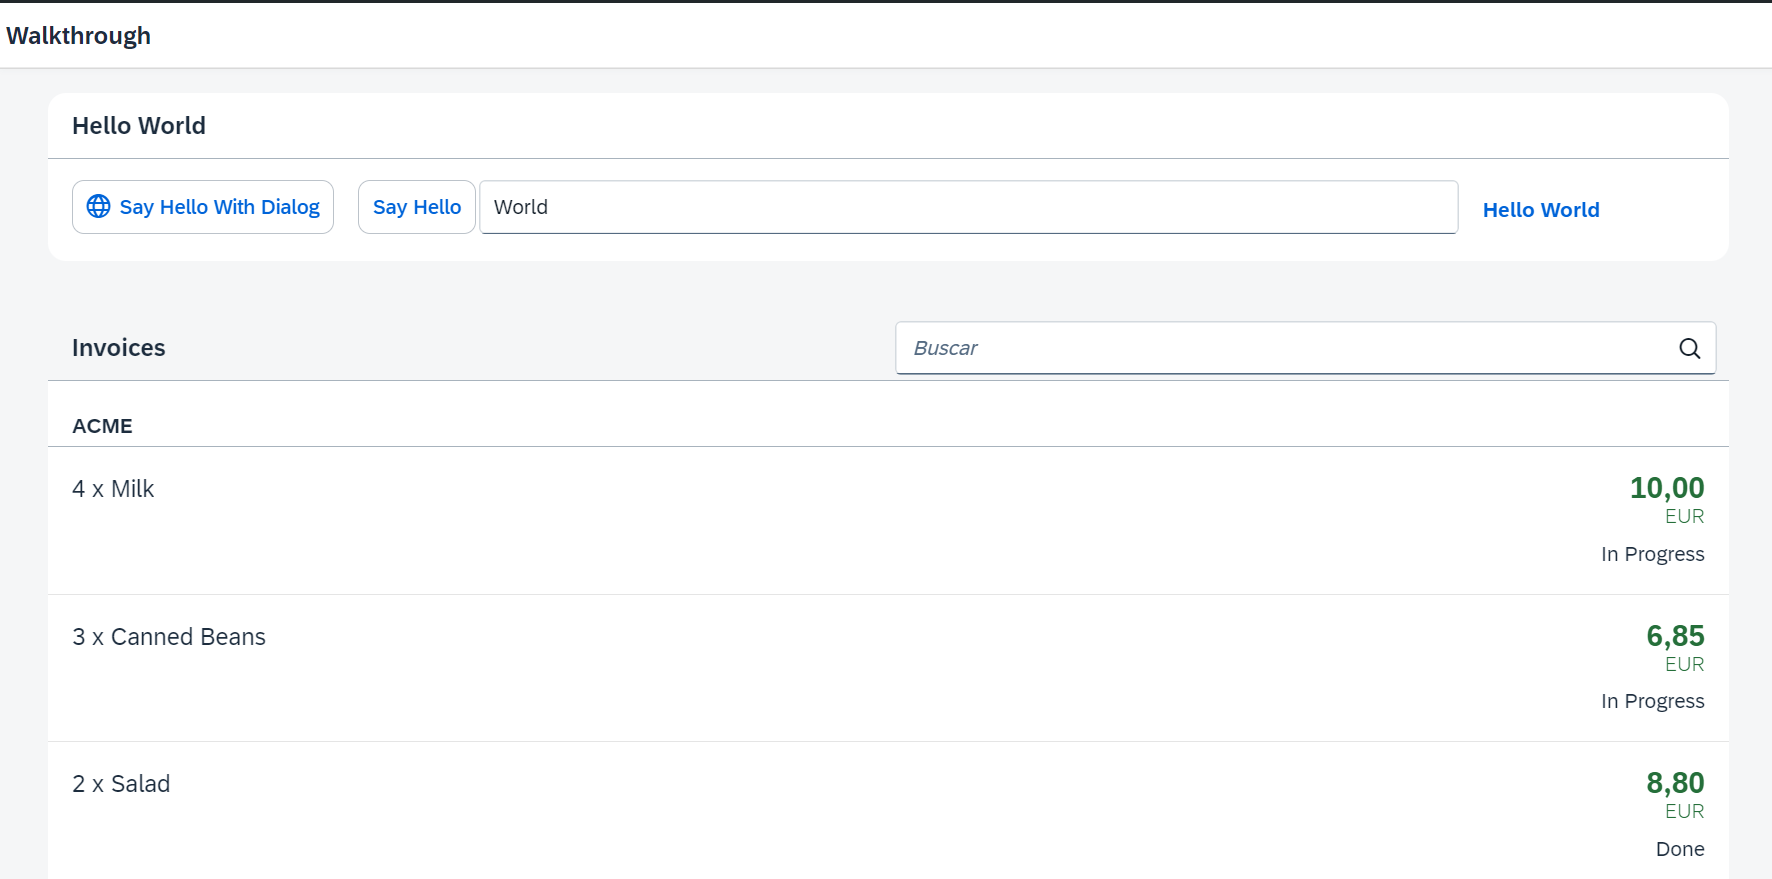 Walkthrough
Hello World
Say Hello With Dialog Say Hello World Hello World
Invoices Buscar
ACME
4 x Milk 10,00
EUR
In Progress
3 x Canned Beans 6,85
EUR
In Progress
2 x Salad 8,80
EUR
Done